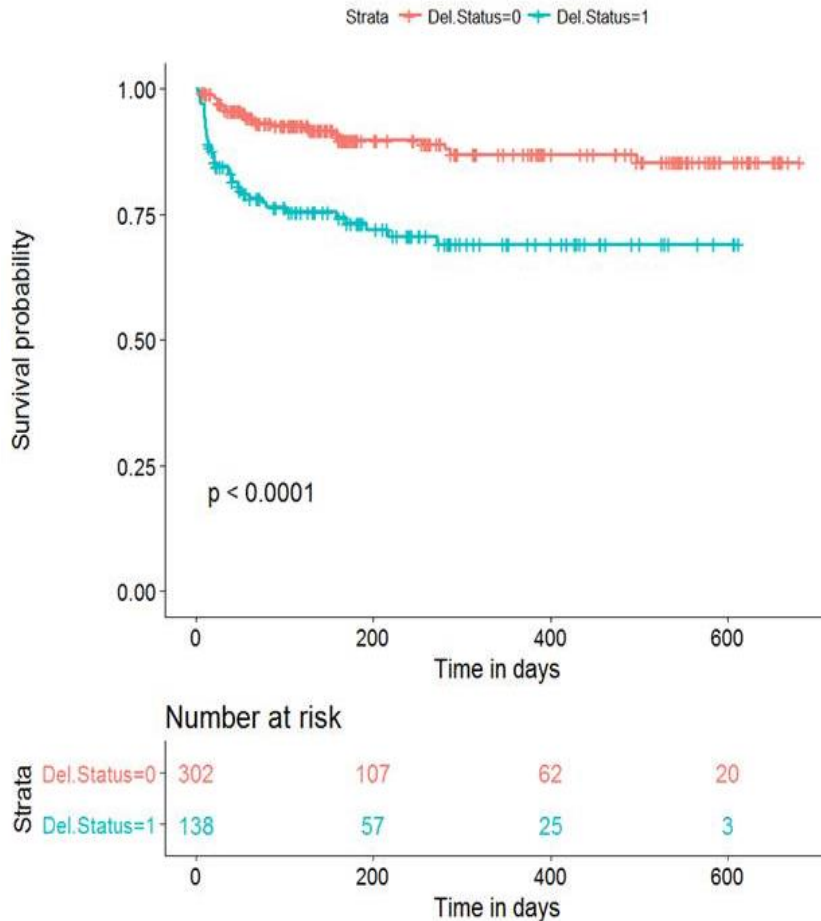 Strata Del.Status=0 Del.Status=1
Survival probability
1.00
0.75
0.50
0.25
0.00
p < 0.0001
0 200 400 600
Time in days
Number at risk
Strata
Del.Status=0 302 107 62 20
Del.Status=1 138 57 25 3
0 200 400 600
Time in days